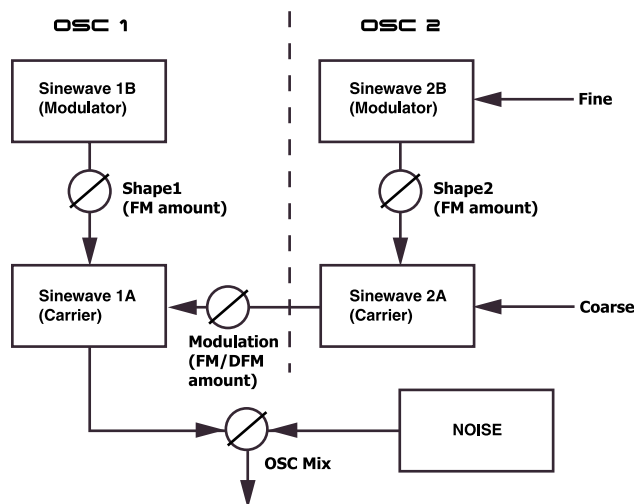 OSC 1
OSC 2
Sinewave 1B
(Modulator)
Sinewave 2B
(Modulator)
Fine
Shape1
(FM amount)
Shape2
(FM amount)
Sinewave 1A
(Carrier)
Sinewave 2A
(Carrier)
Coarse
Modulation
(FM/DFM
amount)
NOISE
OSC Mix